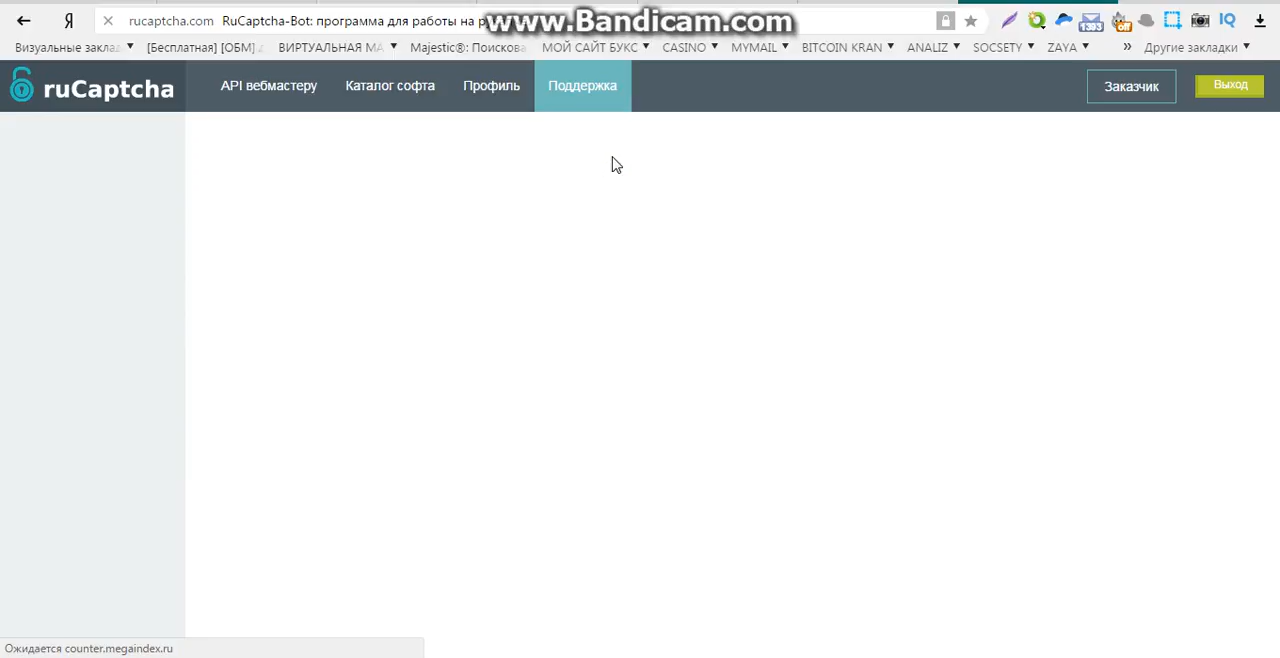 www.Bandicam.com
Я rucaptcha.com RuCaptcha-Bot: программа для работы на
Визуальные заклад [Бесплатная] [ОБМ] ВИРТУАЛЬНАЯ МА Majestic®: Поискова МОЙ САЙТ БУКС CASINO MYMAIL BITCOIN KRAN ANALIZ SOCSETY ZAYA » Другие закладки
ruCaptcha API вебмастеру Каталог софта Профиль Поддержка Заказчик Выход
Ожидается counter.megaindex.ru